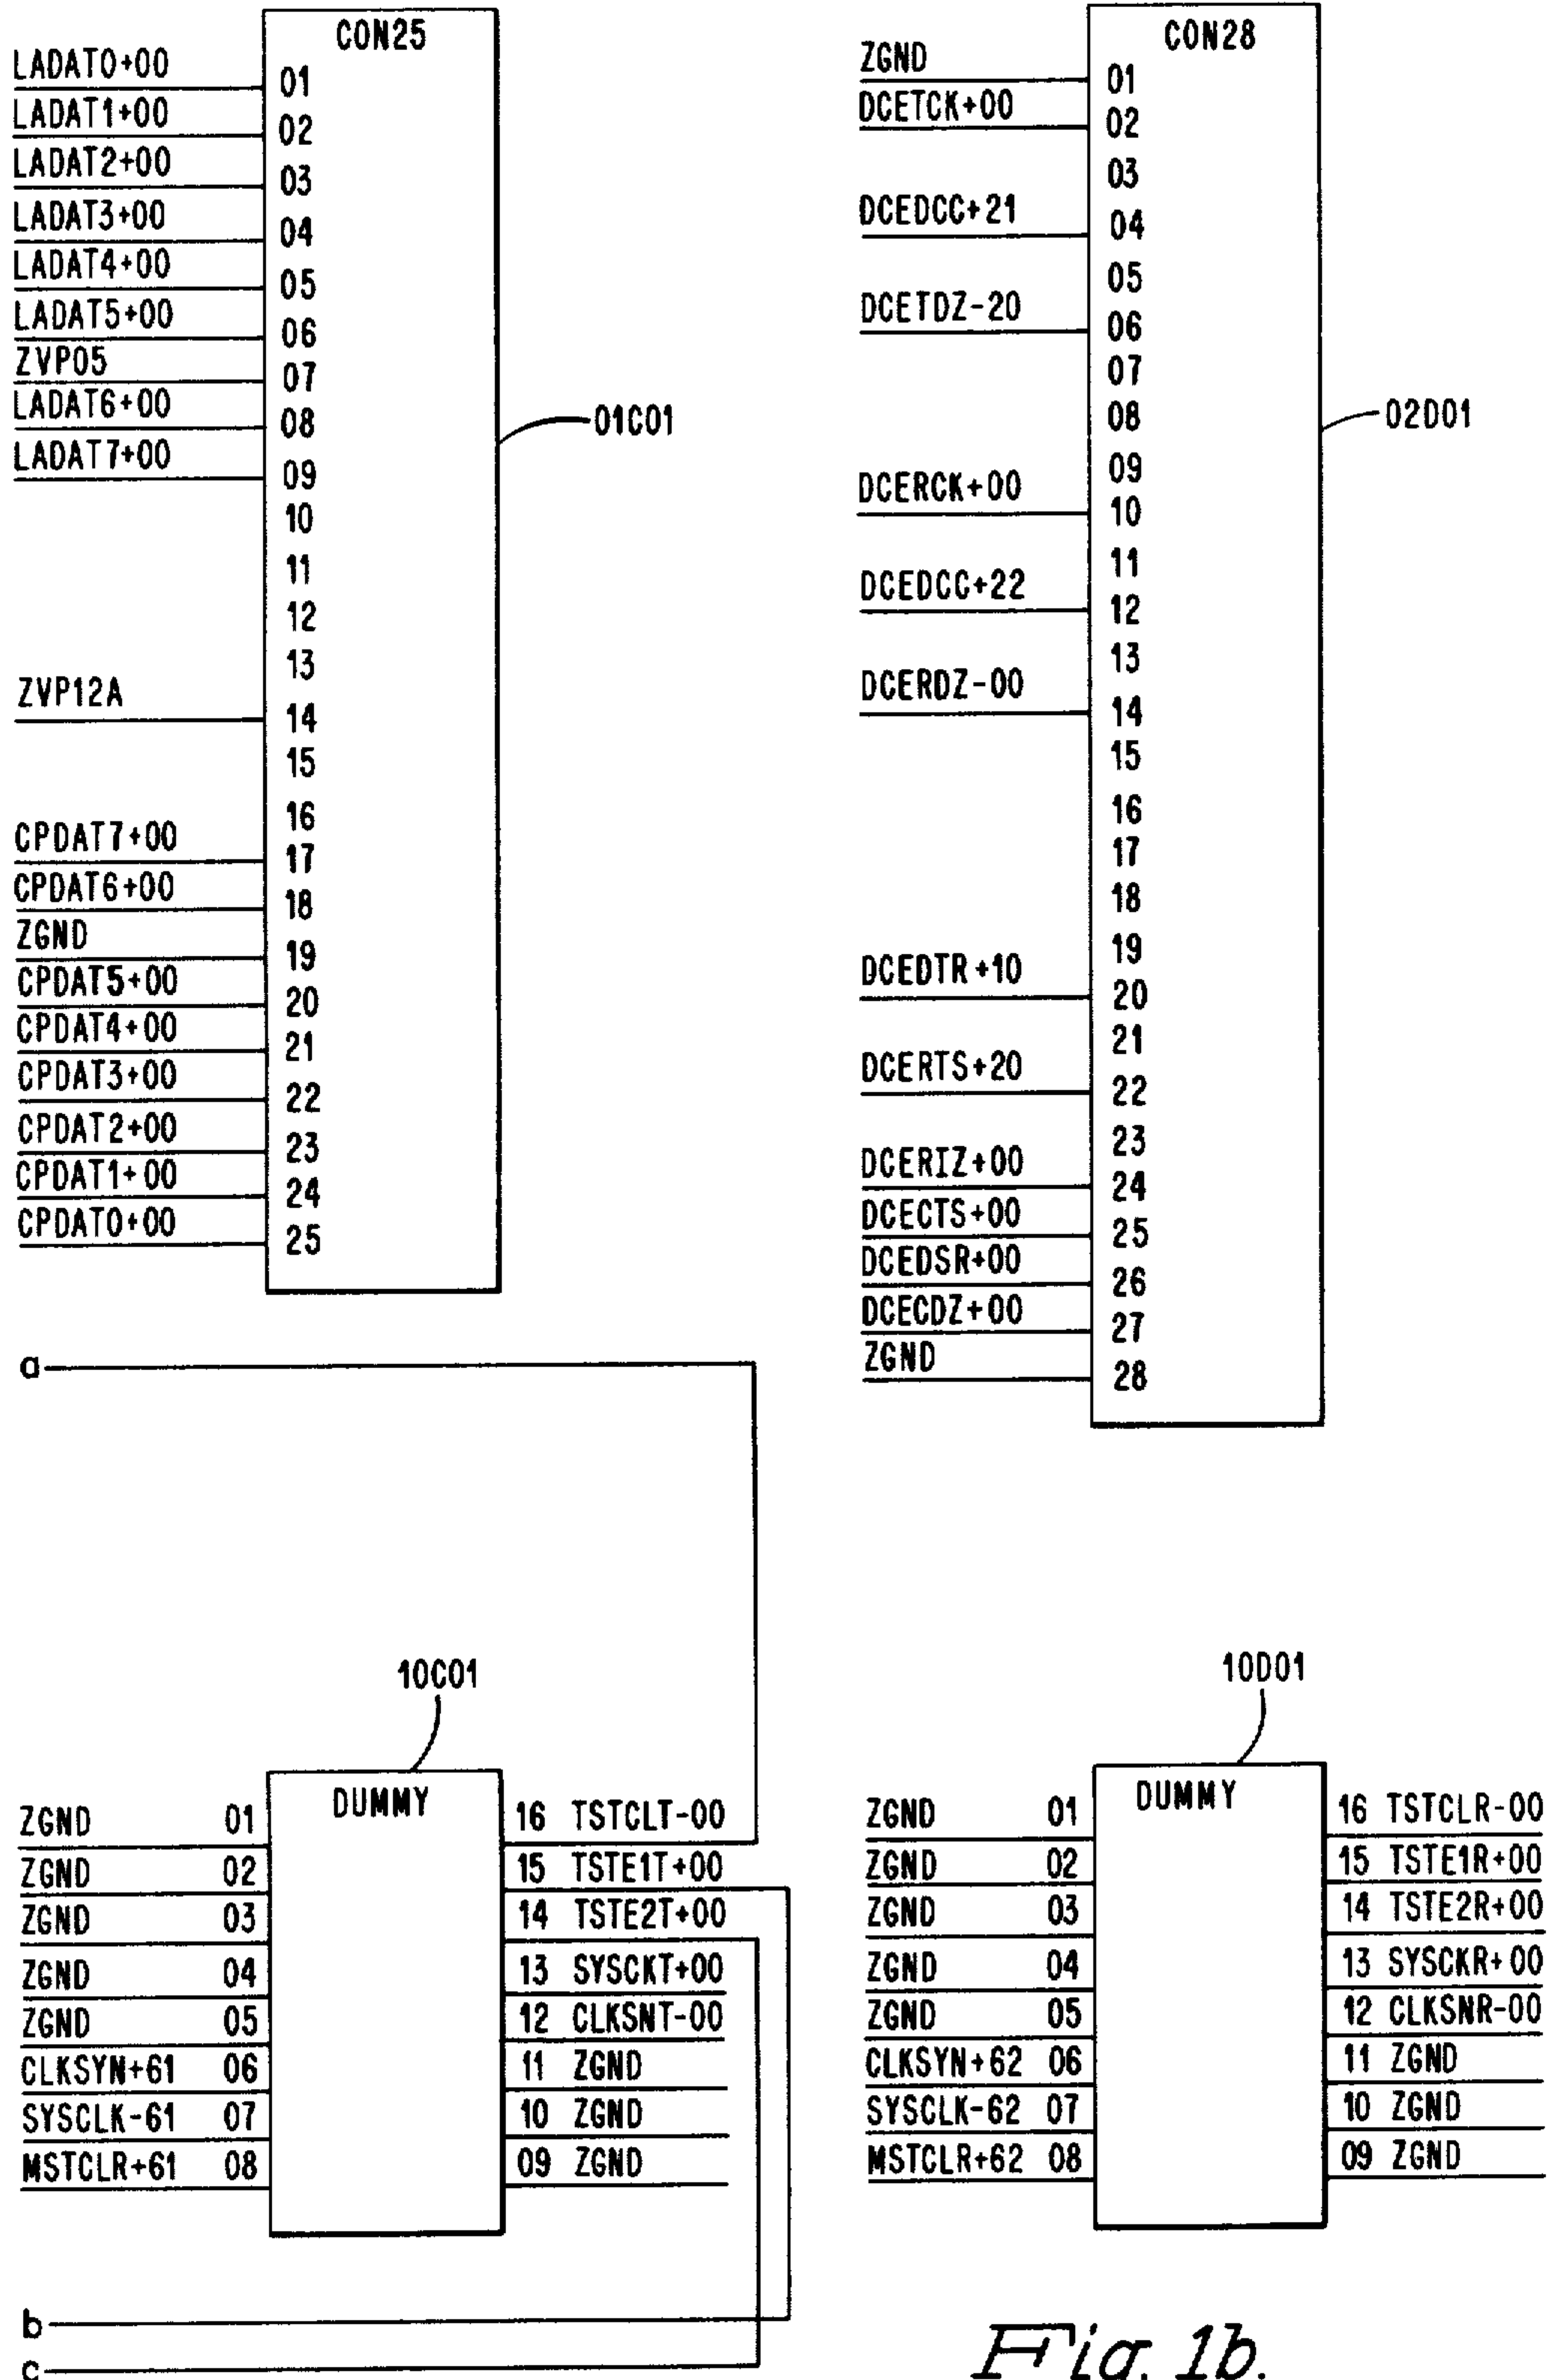 CON25
LADAT0+00 01
LADAT1+00 02
LADAT2+00 03
LADAT3+00 04
LADAT4+00 05
LADAT5+00 06
ZVP05 07
LADAT6+00 08
LADAT7+00 09
10
11
12
13
ZVP12A 14
15
16
CPDAT7+00 17
CPDAT6+00 18
ZGND 19
CPDAT5+00 20
CPDAT4+00 21
CPDAT3+00 22
CPDAT2+00 23
CPDAT1+00 24
CPDAT0+00 25
01C01
CON28
ZGND 01
DCETCK+00 02
03
DCEDCC+21 04
05
DCETDZ-20 06
07
08
09
DCERCK+00 10
11
DCEDCC+22 12
13
DCERDZ-00 14
15
16
17
18
19
DCEDTR+10 20
21
DCERTS+20 22
23
DCERIZ+00 24
DCECTS+00 25
DCEDSR+00 26
DCECDZ+00 27
ZGND 28
02D01
a
10C01
DUMMY
ZGND 01 16 TSTCLT-00
ZGND 02 15 TSTE1T+00
ZGND 03 14 TSTE2T+00
ZGND 04 13 SYSCKT+00
ZGND 05 12 CLKSNT-00
CLKSYN+61 06 11 ZGND
SYSCLK-61 07 10 ZGND
MSTCLR+61 08 09 ZGND
b
c
10D01
DUMMY
ZGND 01 16 TSTCLR-00
ZGND 02 15 TSTE1R+00
ZGND 03 14 TSTE2R+00
ZGND 04 13 SYSCKR+00
ZGND 05 12 CLKSNR-00
CLKSYN+62 06 11 ZGND
SYSCLK-62 07 10 ZGND
MSTCLR+62 08 09 ZGND
Fig. 1b.